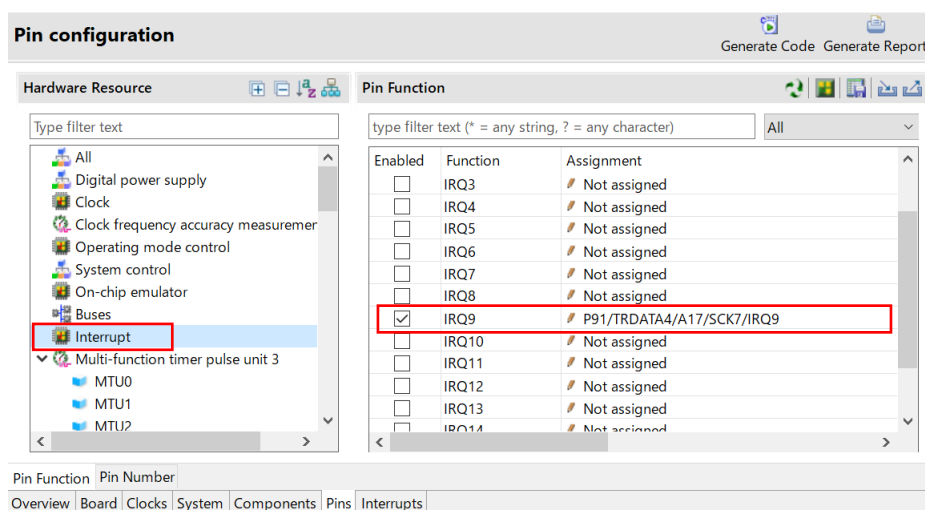 Pin configuration
Generate Code Generate Report
Hardware Resource
Pin Function
Type filter text
type filter text (* = any string, ? = any character)
All
All
Digital power supply
Clock
Clock frequency accuracy measuremer
Operating mode control
System control
On-chip emulator
Buses
Interrupt
Multi-function timer pulse unit 3
MTU0
MTU1
MTU2
Enabled Function Assignment
IRQ3 Not assigned
IRQ4 Not assigned
IRQ5 Not assigned
IRQ6 Not assigned
IRQ7 Not assigned
IRQ8 Not assigned
IRQ9 P91/TRDATA4/A17/SCK7/IRQ9
IRQ10 Not assigned
IRQ11 Not assigned
IRQ12 Not assigned
IRQ13 Not assigned
IRQ14 Not assigned
Pin Function Pin Number
Overview Board Clocks System Components Pins Interrupts